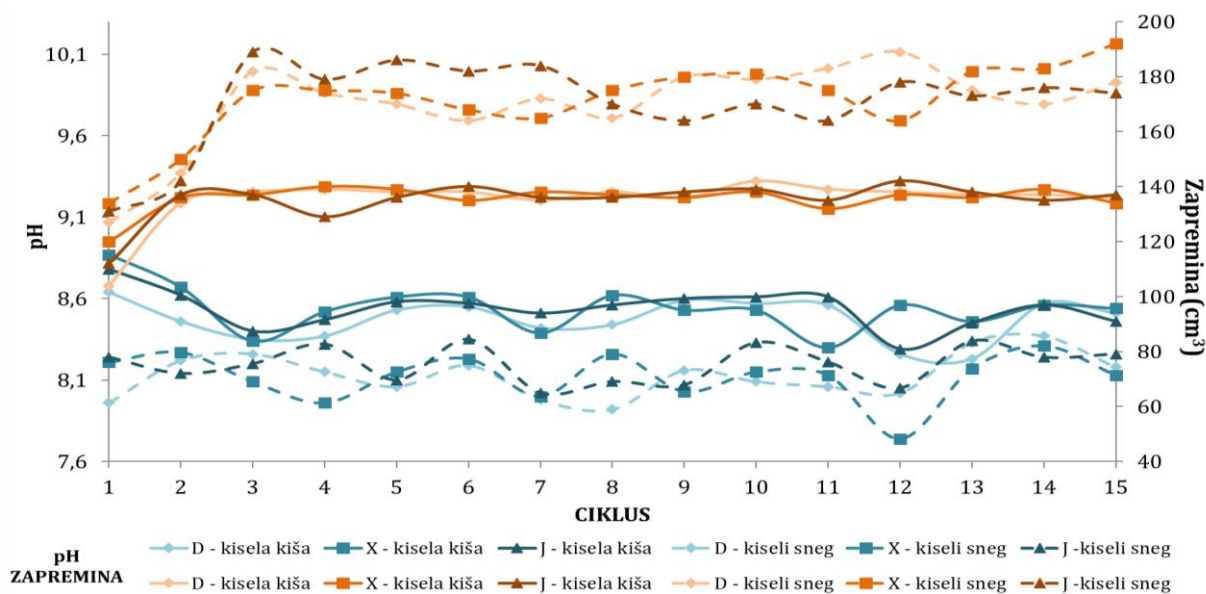 pH
10,1
9,6
9,1
8,6
8,1
7,6
200
180
160
140
120
100
80
60
40
Zapremina (cm³)
1 2 3 4 5 6 7 8 9 10 11 12 13 14 15
CIKLUS
pH D - kisela kiša X - kisela kiša J - kisela kiša D - kiseli sneg X - kiseli sneg J -kiseli sneg
ZAPREMINA D - kisela kiša X - kisela kiša J - kisela kiša D - kiseli sneg X - kiseli sneg J -kiseli sneg